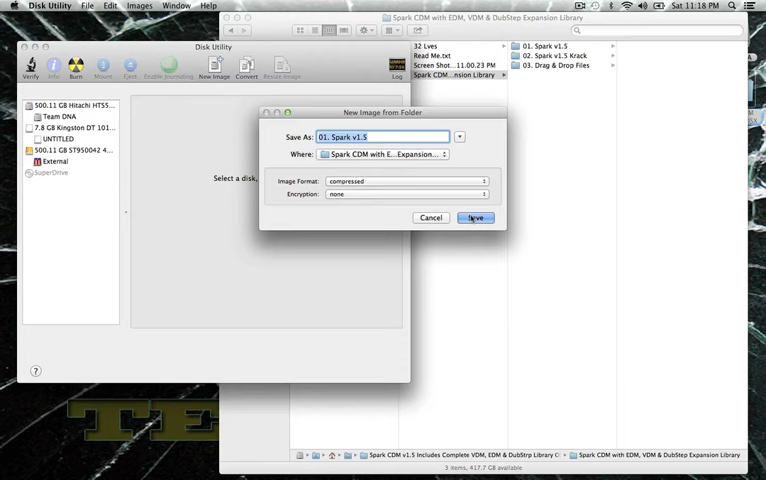 Disk Utility File Edit Images Window Help Sat 11:18 PM
Spark CDM with EDM, VDM & DubStep Expansion Library
Disk Utility
Verify Info Burn Mount Eject Enable Journaling New Image Convert Resize Image Log
500.11 GB Hitachi HTS5...
Team DNA
7.8 GB Kingston DT 101...
UNTITLED
500.11 GB ST950042 4...
External
SuperDrive
Select a disk,
32 Lves
Read Me.txt
Screen Shot...11.00.23 PM
Spark CDM...nsion Library
01. Spark v1.5
02. Spark v1.5 Krack
03. Drag & Drop Files
New Image from Folder
Save As: 01. Spark v1.5
Where: Spark CDM with E...Expansion...
Image Format: compressed
Encryption: none
Cancel Save
?
TE
Spark CDM v1.5 Includes Complete VDM, EDM & DubStrp Library Spark CDM with EDM, VDM & DubStep Expansion Library
3 items, 417.7 GB available